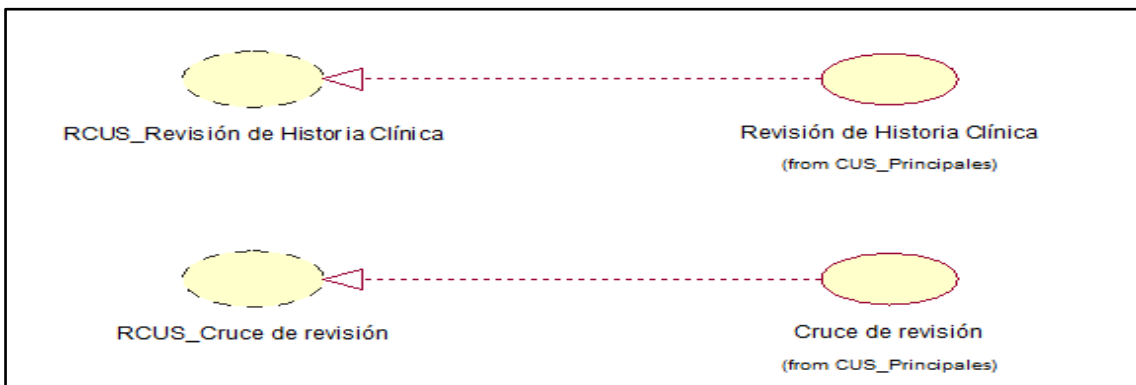 RCUS_Revisión de Historia Clínica
Revisión de Historia Clínica
(from CUS_Principales)
RCUS_Cruce de revisión
Cruce de revisión
(from CUS_Principales)